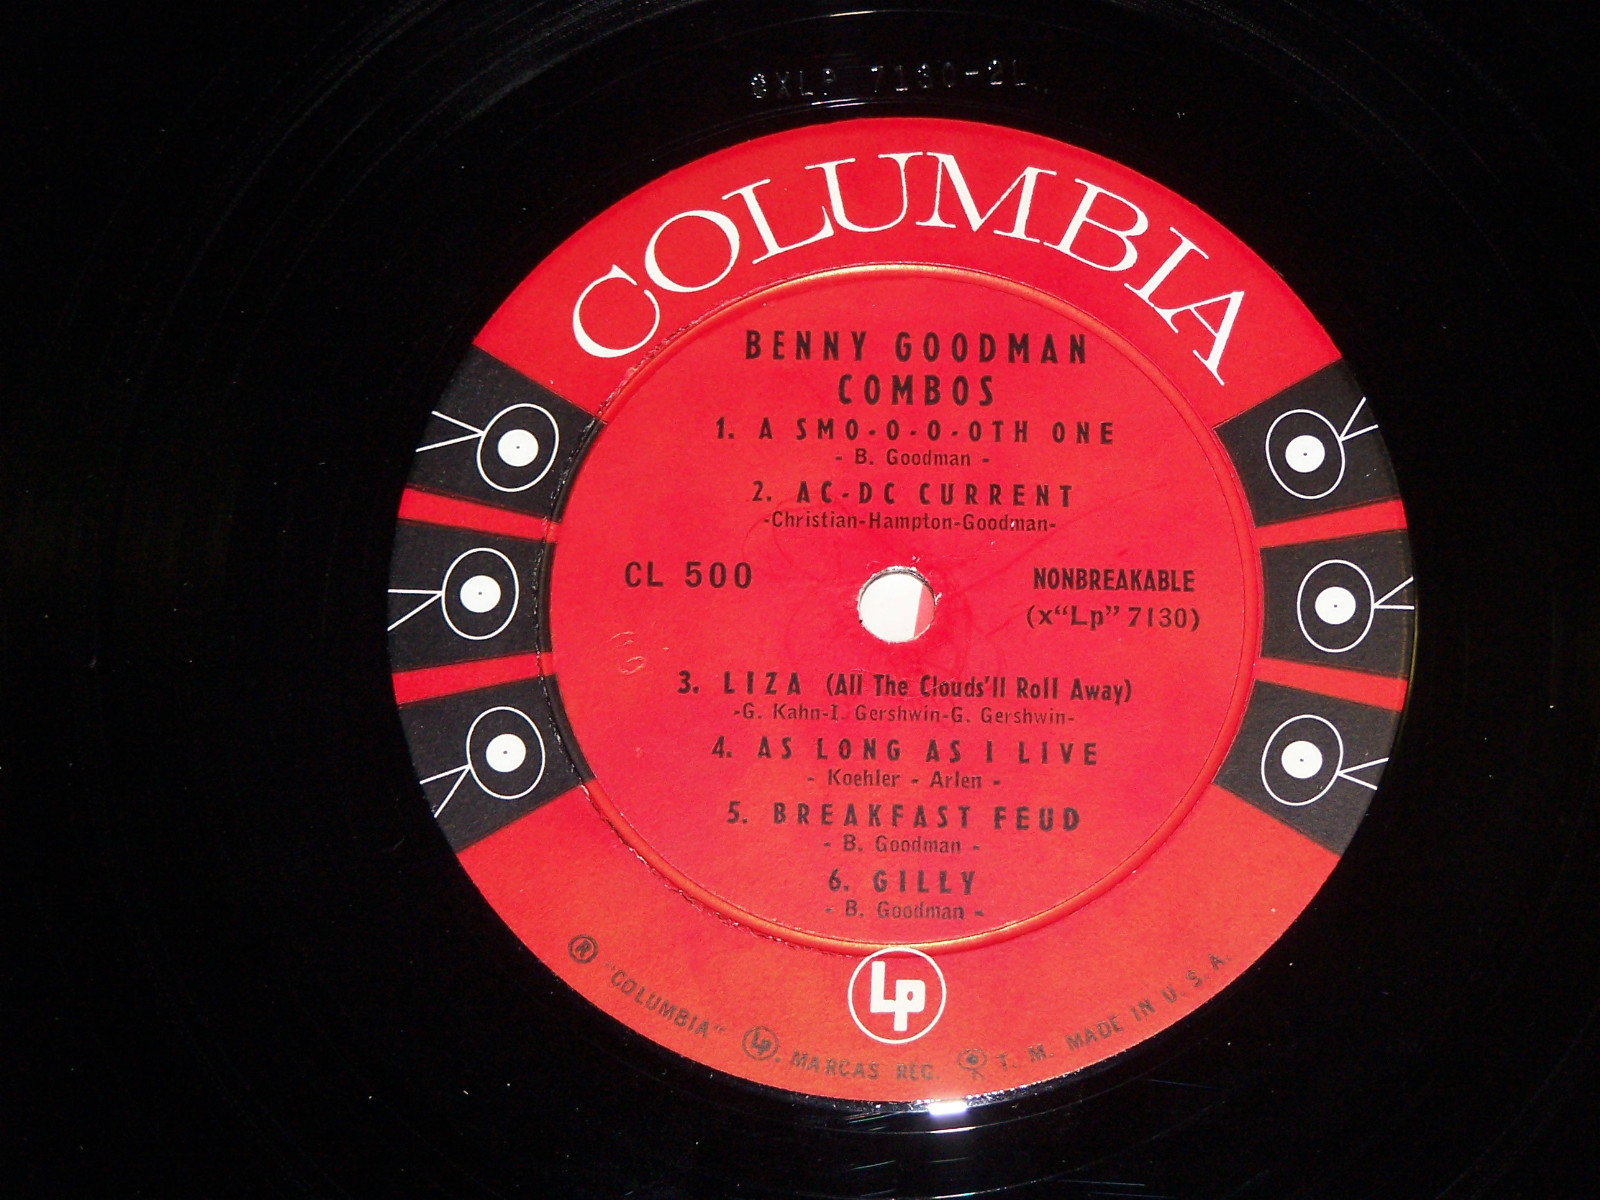 XLP 7130-2L
COLUMBIA
BENNY GOODMAN
COMBOS
1. A SMO-O-O-OTH ONE
- B. Goodman -
2. AC-DC CURRENT
-Christian-Hampton-Goodman-
CL 500
NONBREAKABLE
(x“Lp” 7130)
3. LIZA (All The Clouds'll Roll Away)
-G. Kahn-I. Gershwin-G. Gershwin-
4. AS LONG AS I LIVE
- Koehler - Arlen -
5. BREAKFAST FEUD
- B. Goodman -
6. GILLY
- B. Goodman -
Lp
® "COLUMBIA" Lp. MARCAS REG. T. M. MADE IN U. S. A.